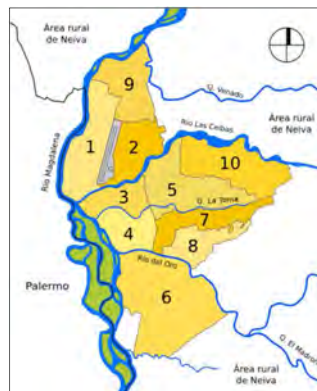 Área rural
de Neiva
9
Q. Venado
Río Magdalena
Río Las Ceibas
Área rural
de Neiva
1
2
10
3
5
Q. La Toma
7
4
8
Río del Oro
Palermo
6
Q. El Madroño
Área rural
de Neiva